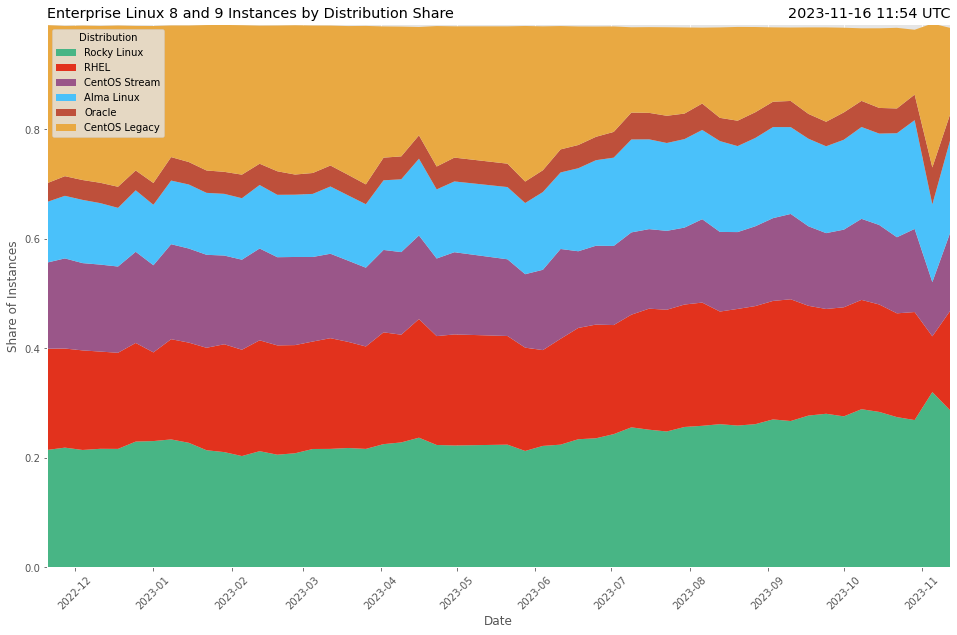 Enterprise Linux 8 and 9 Instances by Distribution Share
2023-11-16 11:54 UTC
Distribution
Rocky Linux
RHEL
CentOS Stream
Alma Linux
Oracle
CentOS Legacy
Share of Instances
0.8
0.6
0.4
0.2
0.0
2022-12
2023-01
2023-02
2023-03
2023-04
2023-05
2023-06
2023-07
2023-08
2023-09
2023-10
2023-11
Date